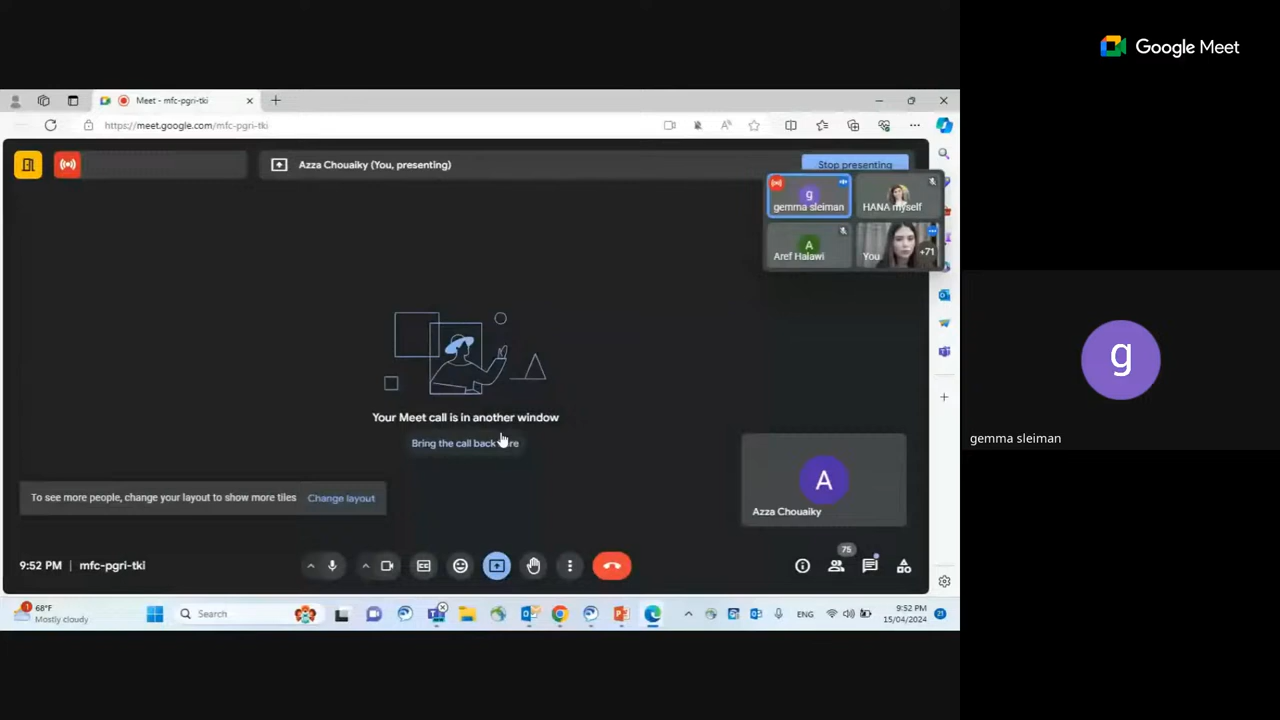 Google Meet
Meet - mfc-pgri-tki
https://meet.google.com/mfc-pgri-tki
Azza Chouaiky (You, presenting)
Stop presenting
g
gemma sleiman
HANA myself
A
Aref Halawi
You
+71
Your Meet call is in another window
Bring the call back
To see more people, change your layout to show more tiles
Change layout
A
Azza Chouaiky
g
gemma sleiman
9:52 PM | mfc-pgri-tki
CC
75
1
68°F
Mostly cloudy
Search
ENG
9:52 PM
15/04/2024